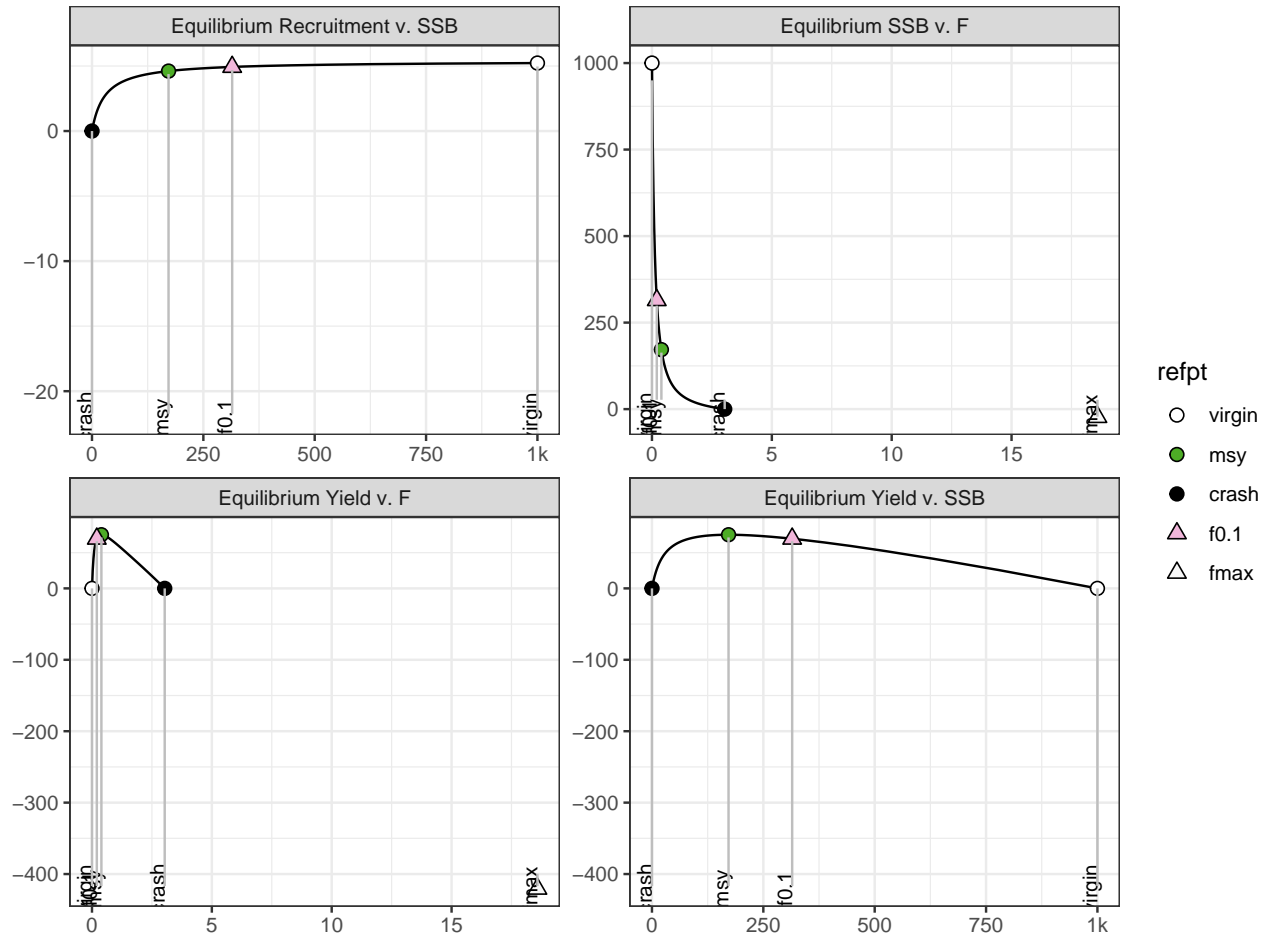 Equilibrium Recruitment v. SSB
0
−10
−20
crash
msy
f0.1
virgin
0 250 500 750 1k
Equilibrium SSB v. F
1000
750
500
250
0
crash
fmax
0 5 10 15
Equilibrium Yield v. F
0
−100
−200
−300
−400
crash
fmax
0 5 10 15
Equilibrium Yield v. SSB
0
−100
−200
−300
−400
crash
msy
f0.1
virgin
0 250 500 750 1k
refpt
virgin
msy
crash
f0.1
fmax